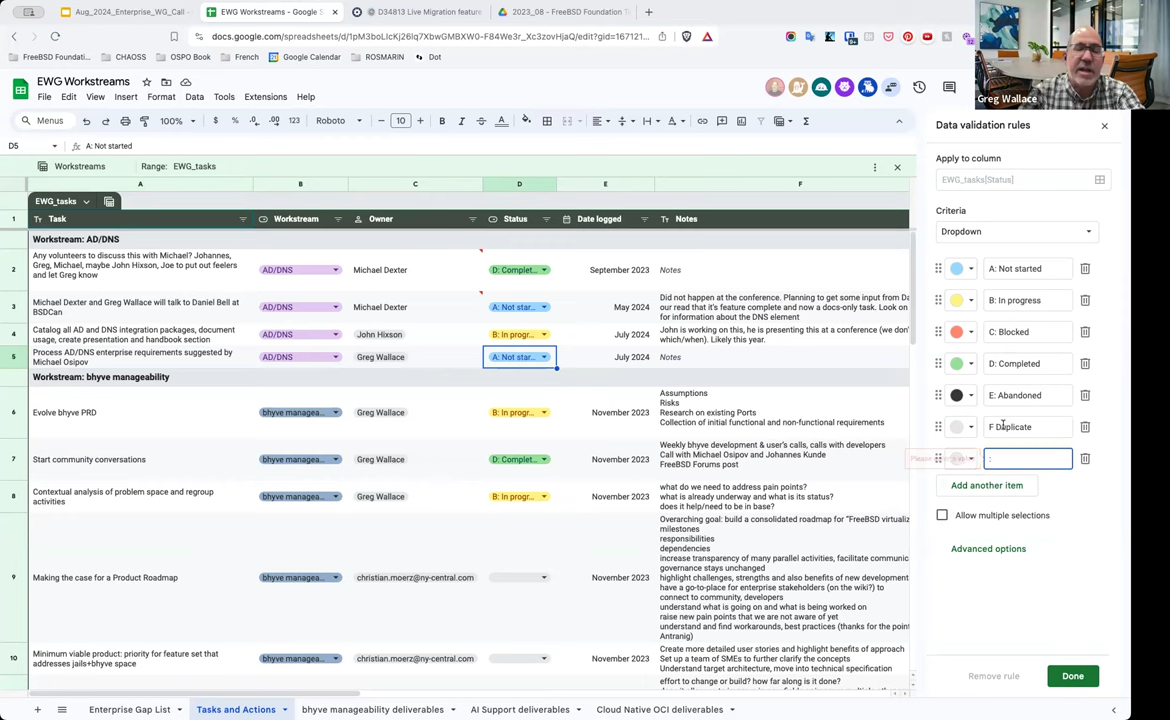 Aug_2024_Enterprise_WG_Call
EWG Workstreams - Google S
D34813 Live Migration feature
2023_08 - FreeBSD Foundation T
docs.google.com/spreadsheets/d/
FreeBSD Foundati...
CHAOSS
OSPO Book
French
Google Calendar
ROSMARIN
Dot
Greg Wallace
EWG Workstreams
File Edit View Insert Format Data Tools Extensions Help
Menus
100%
$ % .0 .00 123
Roboto
10
D5
A: Not started
Workstreams
Range: EWG_tasks
A B C D E F
EWG_tasks
1 Task Workstream Owner Status Date logged Notes
Workstream: AD/DNS
Any volunteers to discuss this with Michael? Johannes,
Greg, Michael, maybe John Hixson, Joe to put out feelers
and let Greg know
2 AD/DNS Michael Dexter D: Complet... September 2023 Notes
Michael Dexter and Greg Wallace will talk to Daniel Bell at
BSDCan
3 AD/DNS Michael Dexter A: Not star... May 2024
Did not happen at the conference. Planning to get some input from Da
our read that it's feature complete and now a docs-only task. Look on
for information about the DNS element
Catalog all AD and DNS integration packages, document
usage, create presentation and handbook section
4 AD/DNS John Hixson B: In progr... July 2024
John is working on this, he is presenting at a conference (we don'
which/when). Likely this year.
Process AD/DNS enterprise requirements suggested by
Michael Osipov
5 AD/DNS Greg Wallace A: Not star... July 2024 Notes
Workstream: bhyve manageability
6 Evolve bhyve PRD bhyve managea... Greg Wallace B: In progr... November 2023
Assumptions
Risks
Research on existing Ports
Collection of initial functional and non-functional requirements
7 Start community conversations bhyve managea... Greg Wallace D: Complet... November 2023
Weekly bhyve development & user's calls, calls with developers
Call with Michael Osipov and Johannes Kunde
FreeBSD Forums post
Contextual analysis of problem space and regroup
activities
8 bhyve managea... Greg Wallace B: In progr... November 2023
what do we need to address pain points?
what is already underway and what is its status?
does it help/need to be in base?
9 Making the case for a Product Roadmap bhyve managea... christian.moerz@ny-central.com November 2023
Overarching goal: build a consolidated roadmap for "FreeBSD virtualiz
milestones
responsibilities
dependencies
increase transparency of many parallel activities, facilitate communic
governance stays unchanged
highlight challenges, strengths and also benefits of new development
have a go-to-place for enterprise stakeholders (on the wiki?) to
connect to community, developers
understand what is going on and what is being worked on
raise new pain points that we are not aware of yet
understand and find workarounds, best practices (thanks for the point
Antranig)
Minimum viable product: priority for feature set that
addresses jails+bhyve space
10 bhyve managea... christian.moerz@ny-central.com November 2023
Create more detailed user stories and highlight benefits of approach
Set up a team of SMEs to further clarify the concepts
Understand target architecture, move into technical specification
effort to change / build? how far along is it done?
Data validation rules
Apply to column
EWG_tasks[Status]
Criteria
Dropdown
A: Not started
B: In progress
C: Blocked
D: Completed
E: Abandoned
F Duplicate
:
Add another item
Allow multiple selections
Advanced options
Remove rule
Done
Enterprise Gap List
Tasks and Actions
bhyve manageability deliverables
AI Support deliverables
Cloud Native OCI deliverables